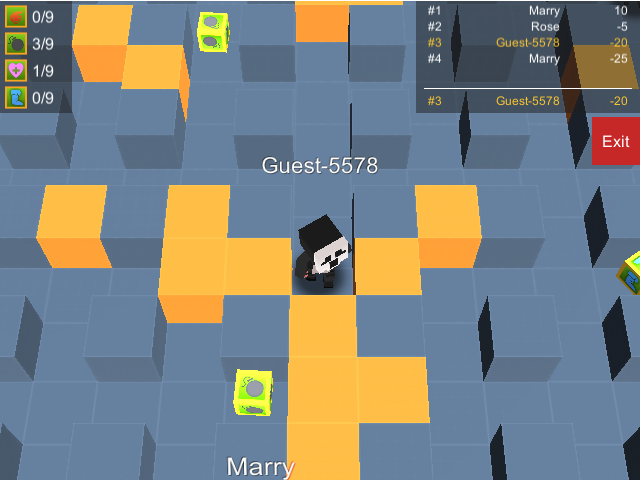 0/9
3/9
1/9
0/9
#1 Marry 10
#2 Rose -5
#3 Guest-5578 -20
#4 Marry -25
#3 Guest-5578 -20
Exit
Guest-5578
Marry